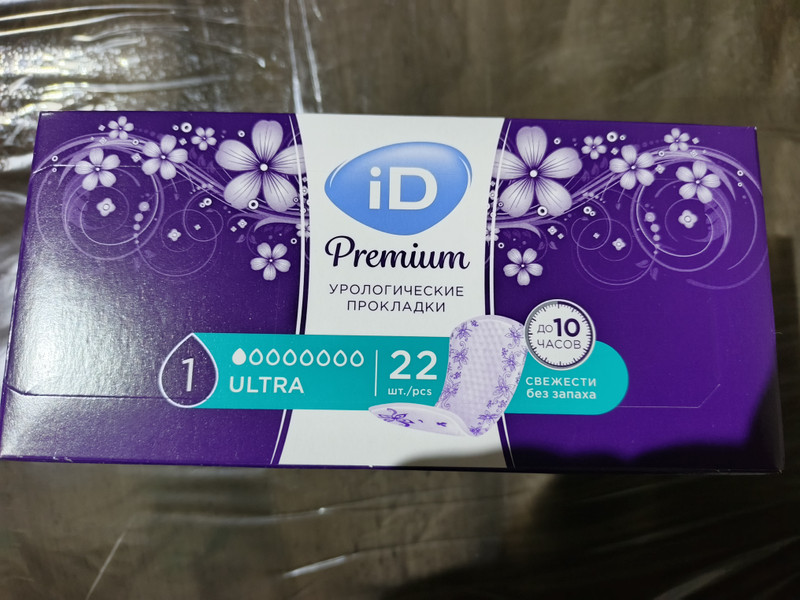 iD
Premium
УРОЛОГИЧЕСКИЕ
ПРОКЛАДКИ
1
ULTRA
22
шт./pcs
ДО 10
ЧАСОВ
СВЕЖЕСТИ
без запаха